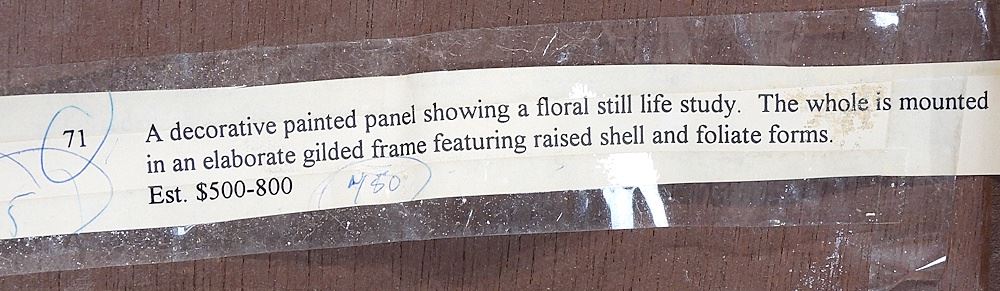 71 A decorative painted panel showing a floral still life study. The whole is mounted
in an elaborate gilded frame featuring raised shell and foliate forms.
Est. $500-800
5